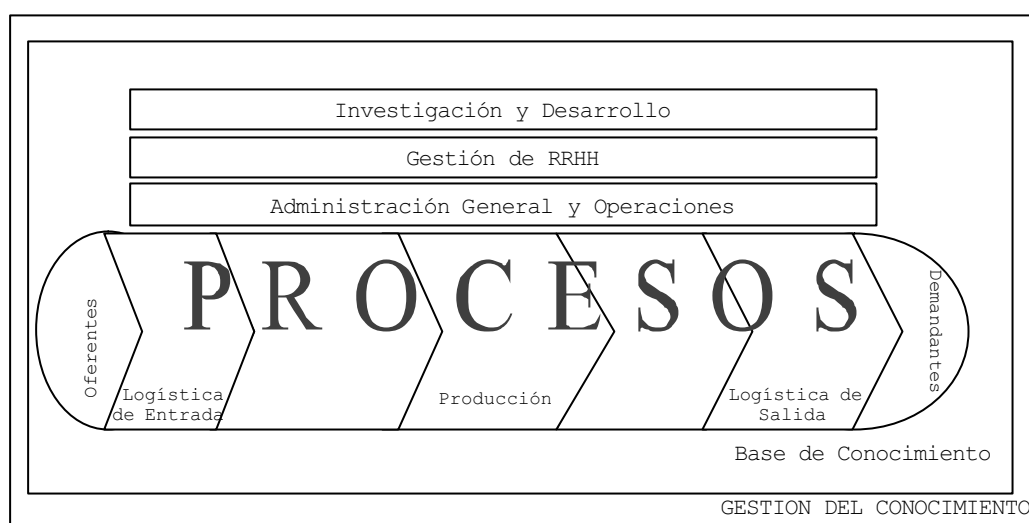 Investigación y Desarrollo
Gestión de RRHH
Administración General y Operaciones
PROCESOS
Oferentes
Logística
de Entrada
Producción
Logística de
Salida
Demandantes
Base de Conocimiento
GESTION DEL CONOCIMIENTO